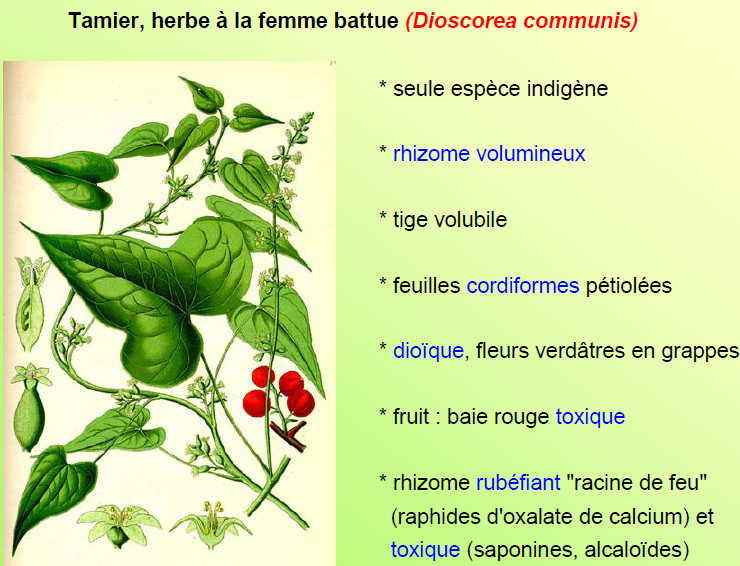 Tamier, herbe à la femme battue (Dioscorea communis)
* seule espèce indigène
* rhizome volumineux
* tige volubile
* feuilles cordiformes pétiolées
* dioïque, fleurs verdâtres en grappes
* fruit : baie rouge toxique
* rhizome rubéfiant "racine de feu"
(raphides d'oxalate de calcium) et
toxique (saponines, alcaloïdes)